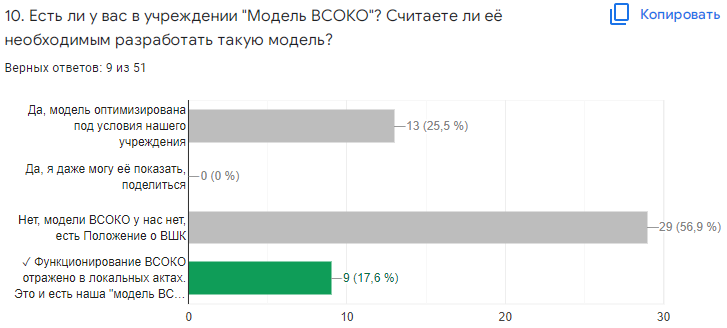 10. Есть ли у вас в учреждении "Модель ВСОКО"? Считаете ли её
необходимым разработать такую модель?
Копировать
Верных ответов: 9 из 51
Да, модель оптимизирована
под условия нашего
учреждения
13 (25,5 %)
Да, я даже могу её показать,
поделиться
0 (0 %)
Нет, модели ВСОКО у нас нет,
есть Положение о ВШК
29 (56,9 %)
✓ Функционирование ВСОКО
отражено в локальных актах.
Это и есть наша "модель ВС…
9 (17,6 %)
0 10 20 30